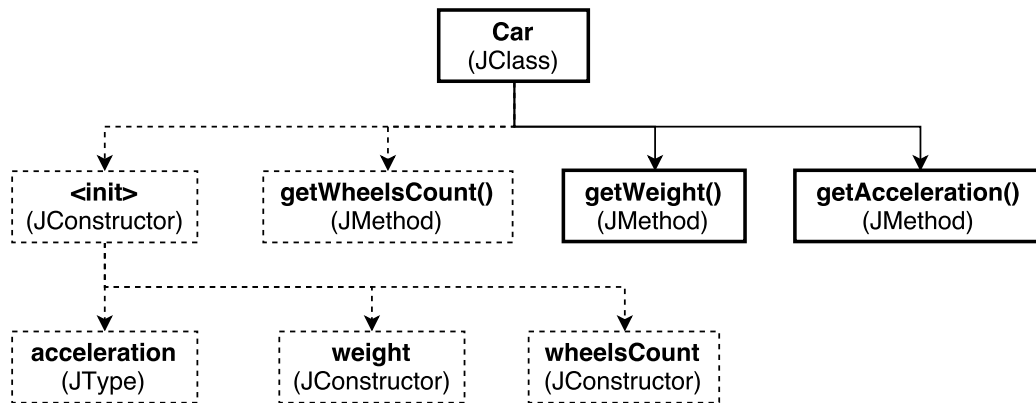 Car
(JClass)
<init>
(JConstructor)
getWheelsCount()
(JMethod)
getWeight()
(JMethod)
getAcceleration()
(JMethod)
acceleration
(JType)
weight
(JConstructor)
wheelsCount
(JConstructor)